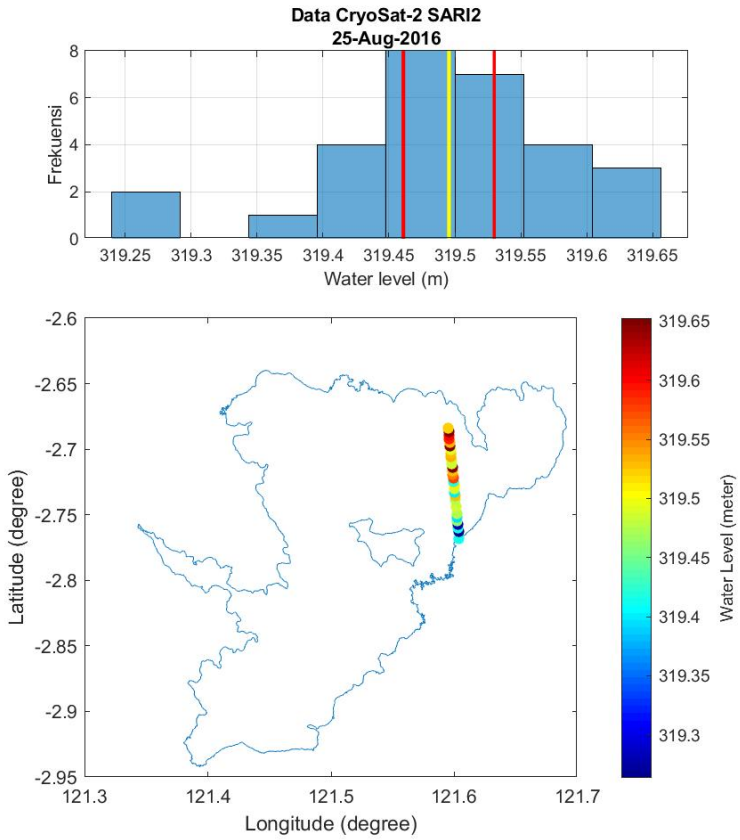 Data CryoSat-2 SARI2
25-Aug-2016
Frekuensi
8
6
4
2
0
319.25 319.3 319.35 319.4 319.45 319.5 319.55 319.6 319.65
Water level (m)
Latitude (degree)
-2.6
-2.65
-2.7
-2.75
-2.8
-2.85
-2.9
-2.95
121.3 121.4 121.5 121.6 121.7
Longitude (degree)
319.65
319.6
319.55
319.5
319.45
319.4
319.35
319.3
Water Level (meter)